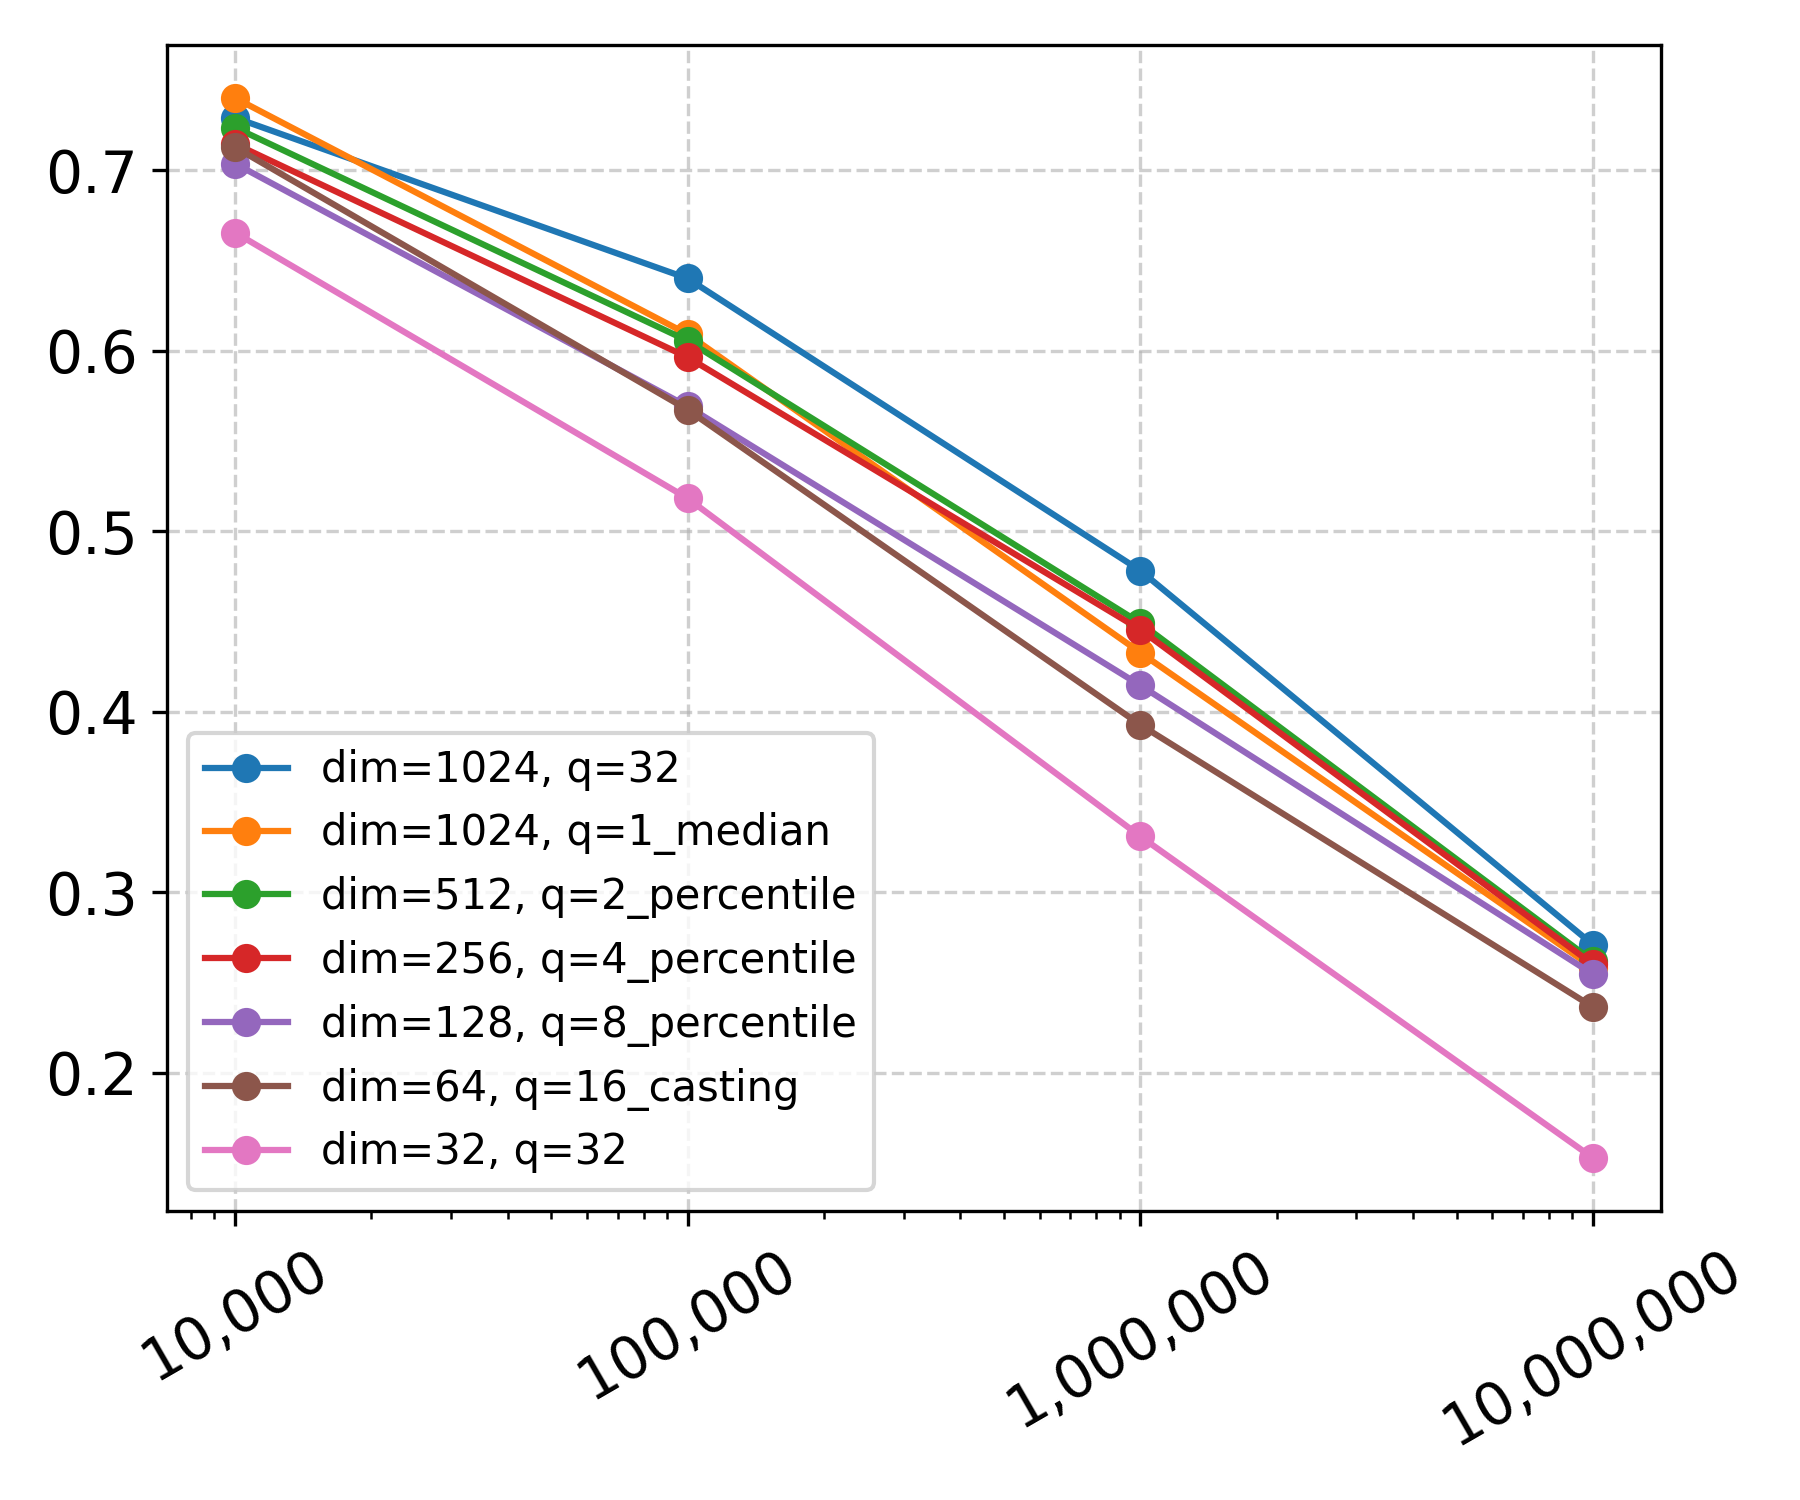 0.7
0.6
0.5
0.4
0.3
0.2
dim=1024, q=32
dim=1024, q=1_median
dim=512, q=2_percentile
dim=256, q=4_percentile
dim=128, q=8_percentile
dim=64, q=16_casting
dim=32, q=32
10,000
100,000
1,000,000
10,000,000